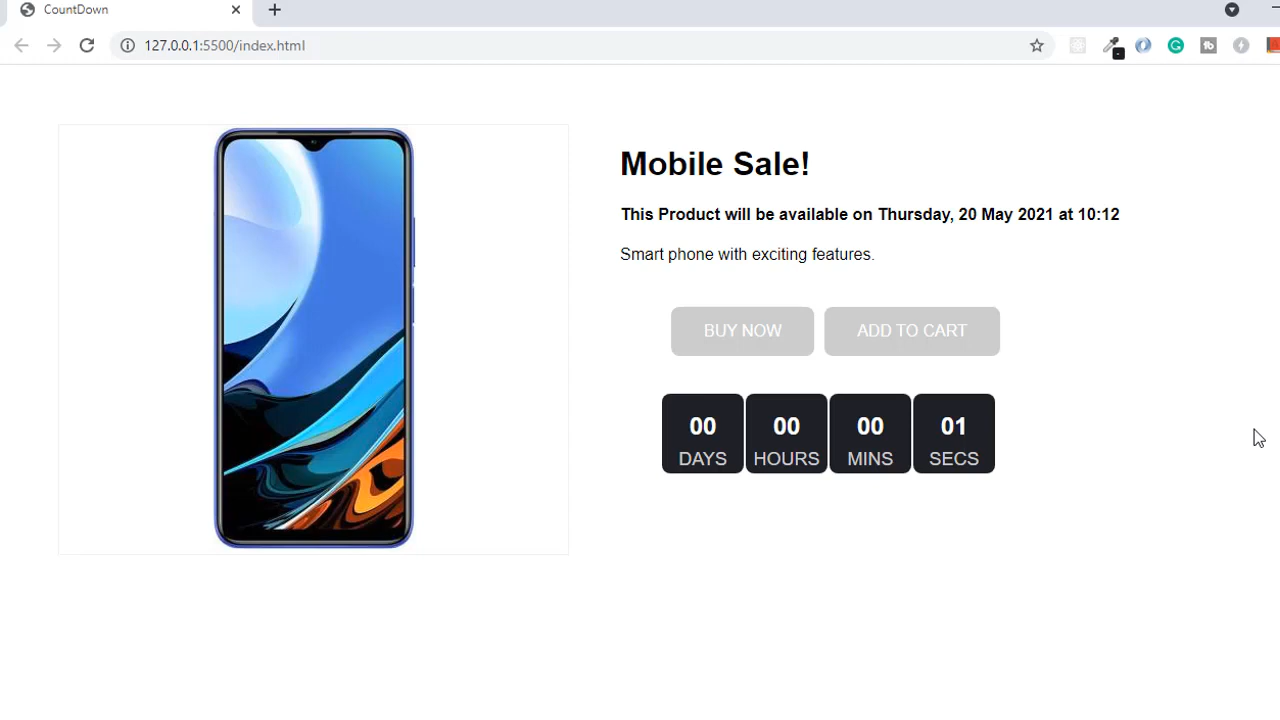 CountDown
127.0.0.1:5500/index.html
Mobile Sale!
This Product will be available on Thursday, 20 May 2021 at 10:12
Smart phone with exciting features.
BUY NOW ADD TO CART
00 00 00 01
DAYS HOURS MINS SECS